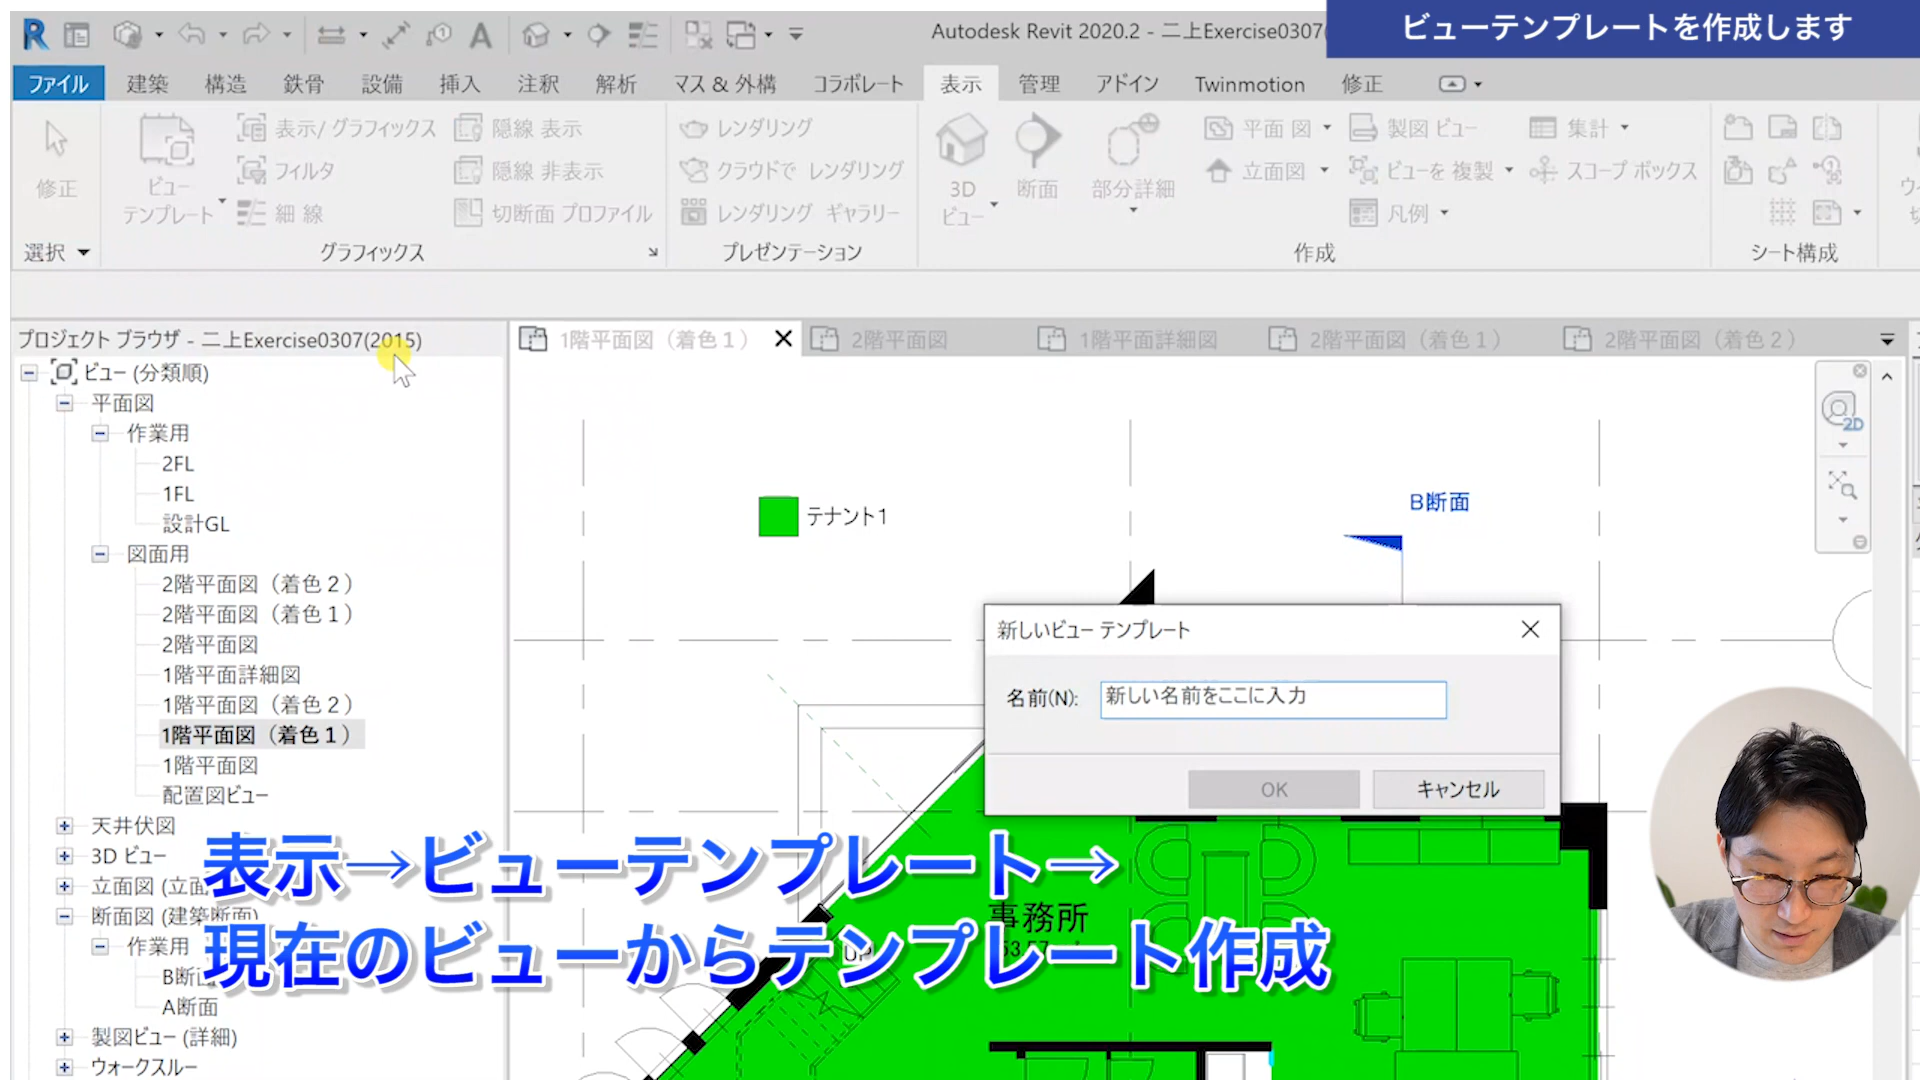 Autodesk Revit 2020.2 - 二上Exercise0307(
ビューテンプレートを作成します
ファイル 建築 構造 鉄骨 設備 挿入 注釈 解析 マス & 外構 コラボレート 表示 管理 アドイン Twinmotion 修正
修正
選択
ビュー
テンプレート
表示/ グラフィックス
フィルタ
細 線
隠線 表示
隠線 非表示
切断面 プロファイル
グラフィックス
レンダリング
クラウドで レンダリング
レンダリング ギャラリー
プレゼンテーション
3D
ビュー
断面
部分詳細
平面 図
立面図
製図 ビュー
ビューを 複製
凡例
集計
スコープ ボックス
作成
シート構成
プロジェクト ブラウザ - 二上Exercise0307(2015)
ビュー (分類順)
平面図
作業用
2FL
1FL
設計GL
図面用
2階平面図（着色２）
2階平面図（着色１）
2階平面図
1階平面詳細図
1階平面図（着色２）
1階平面図（着色１）
1階平面図
配置図ビュー
天井伏図
3D ビュー
立面図 (立面
断面図 (建築断面)
作業用
B断面
A断面
製図ビュー (詳細)
ウォークスルー
1階平面図（着色１） 2階平面図 1階平面詳細図 2階平面図（着色１） 2階平面図（着色２）
2D
テナント1
B断面
新しいビュー テンプレート
名前(N):
新しい名前をここに入力
OK
キャンセル
事務所
UP
表示→ビューテンプレート→
現在のビューからテンプレート作成